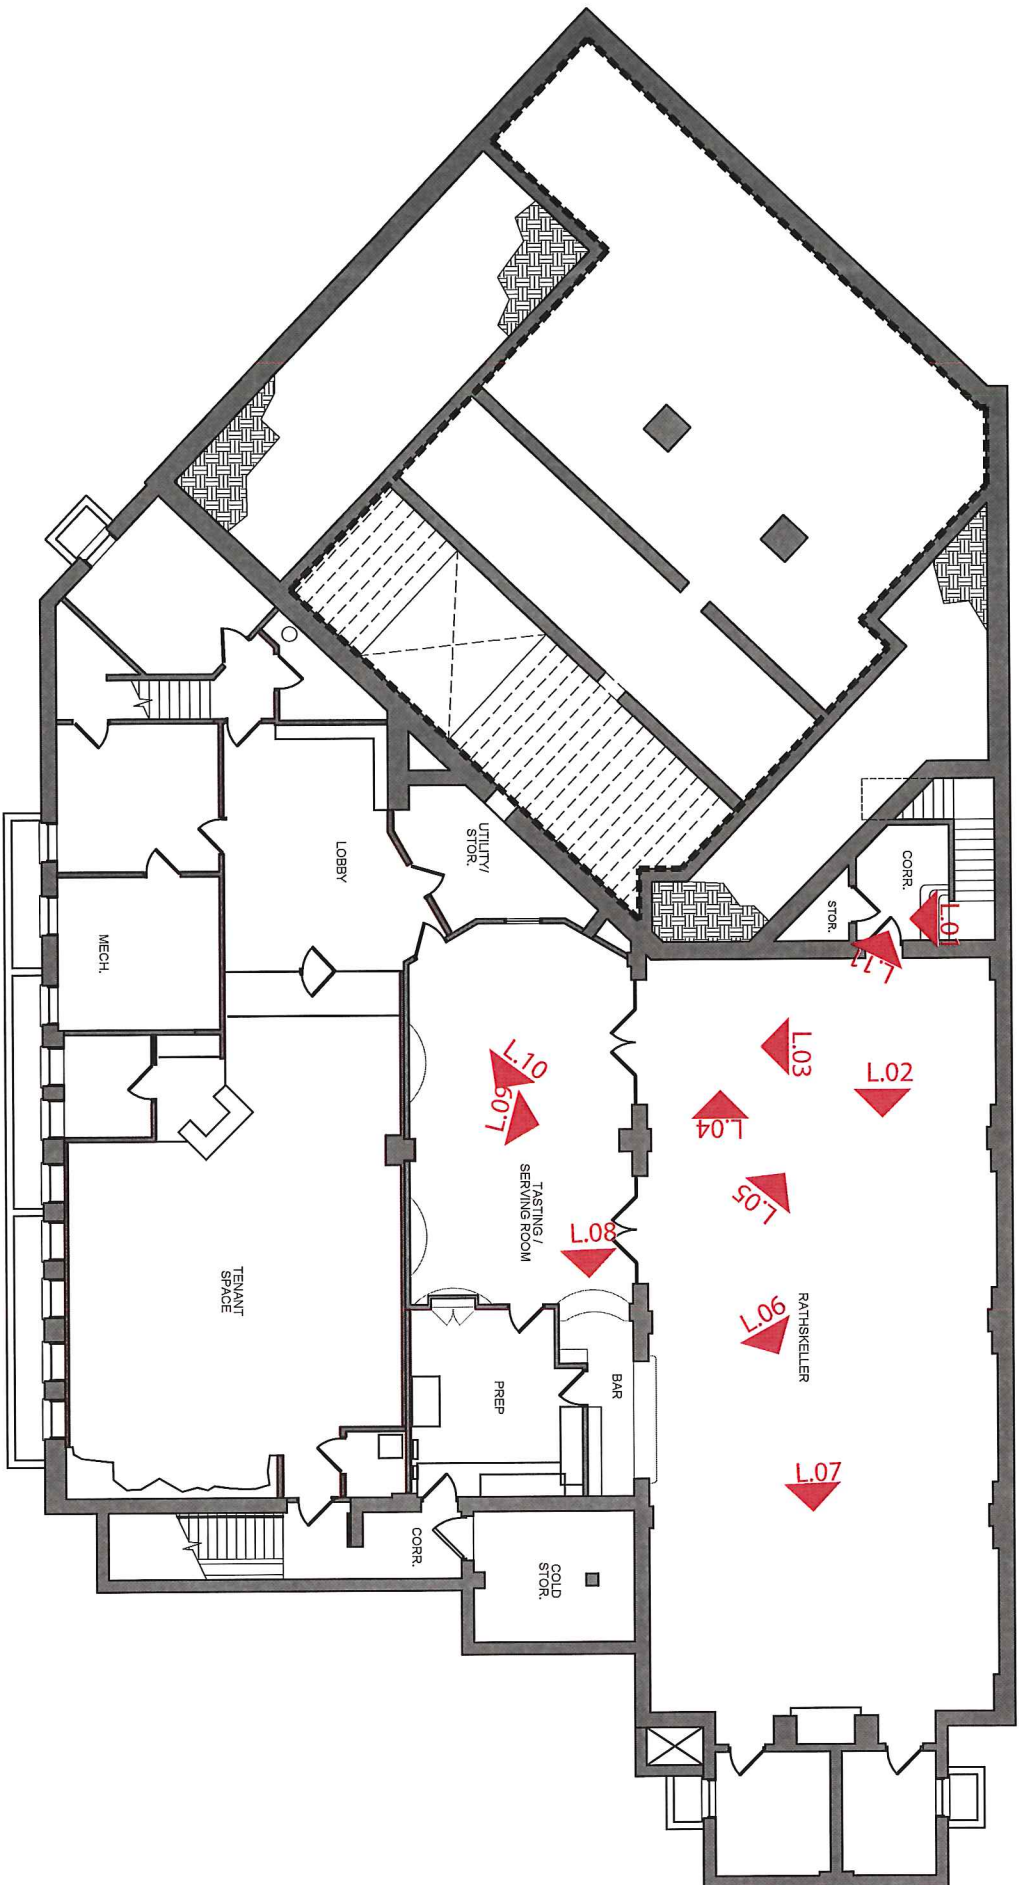 UTILITY/
STOR.
LOBBY
CORR.
STOR.
L.01
L.11
MECH.
L.03
L.02
L.10
L.09
L.04
L.05
TASTING /
SERVING ROOM
L.08
TENANT
SPACE
RATHSKELLER
L.06
BAR
PREP
L.07
CORR.
COLD
STOR.